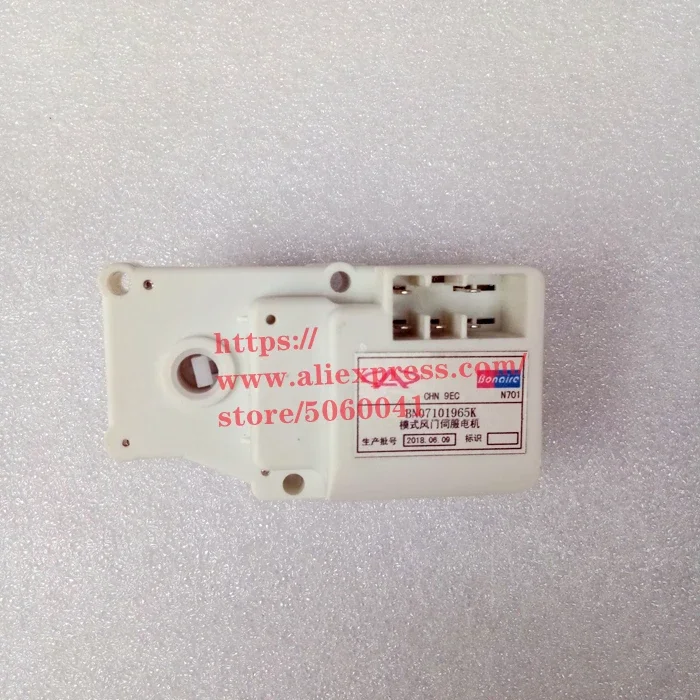 https://
www.aliexpress.com/
store/5060041
Bonaire
CHN 9EC
N701
BN07101965K
模式风门伺服电机
生产批号 2018.06.09 标识